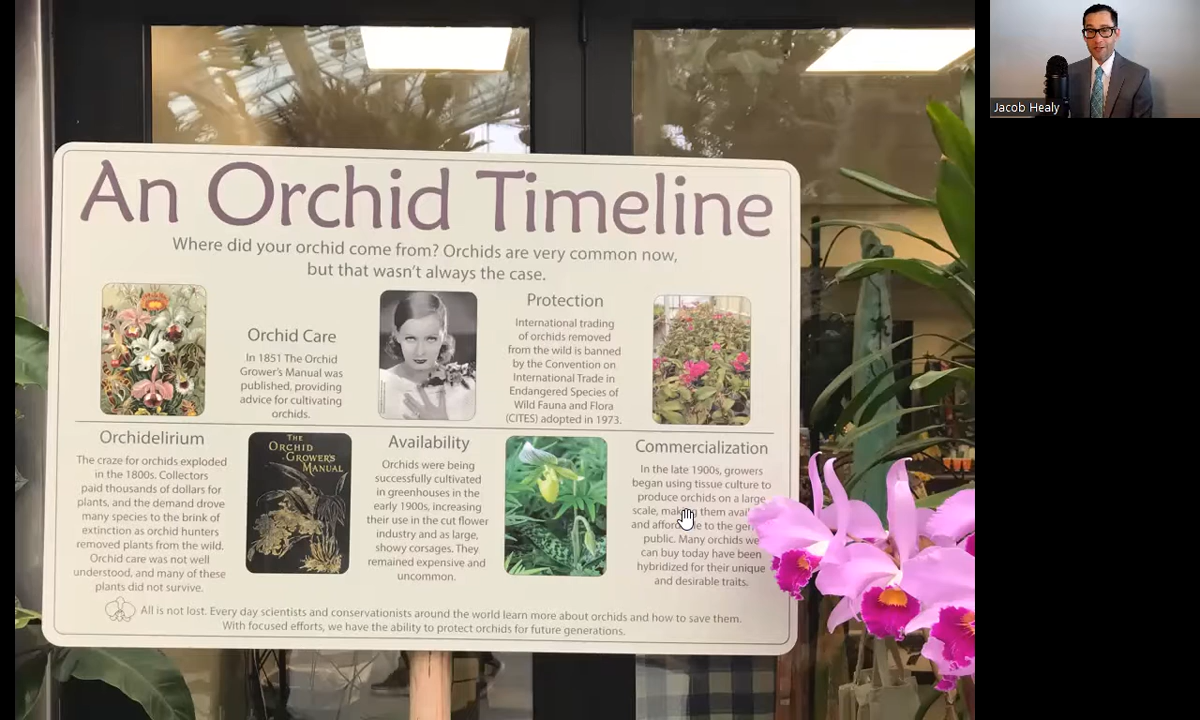 An Orchid Timeline
Where did your orchid come from? Orchids are very common now,
but that wasn't always the case.
Orchidelirium
The craze for orchids exploded
in the 1800s. Collectors
paid thousands of dollars for
plants, and the demand drove
many species to the brink of
extinction as orchid hunters
removed plants from the wild.
Orchid care was not well
understood, and many of these
plants did not survive.
Orchid Care
In 1851 The Orchid
Grower's Manual was
published, providing
advice for cultivating
orchids.
THE
ORCHID
GROWER'S
MANUAL
Availability
Orchids were being
successfully cultivated
in greenhouses in the
early 1900s, increasing
their use in the cut flower
industry and as large,
showy corsages. They
remained expensive and
uncommon.
Protection
International trading
of orchids removed
from the wild is banned
by the Convention on
International Trade in
Endangered Species of
Wild Fauna and Flora
(CITES) adopted in 1973.
Commercialization
In the late 1900s, growers
began using tissue culture to
produce orchids on a large
scale, making them
and to the
public. Many orchids we
can buy today have been
hybridized for their unique
and desirable traits.
All is not lost. Every day scientists and conservationists around the world learn more about orchids and how to save them.
With focused efforts, we have the ability to protect orchids for future generations.
Jacob Healy